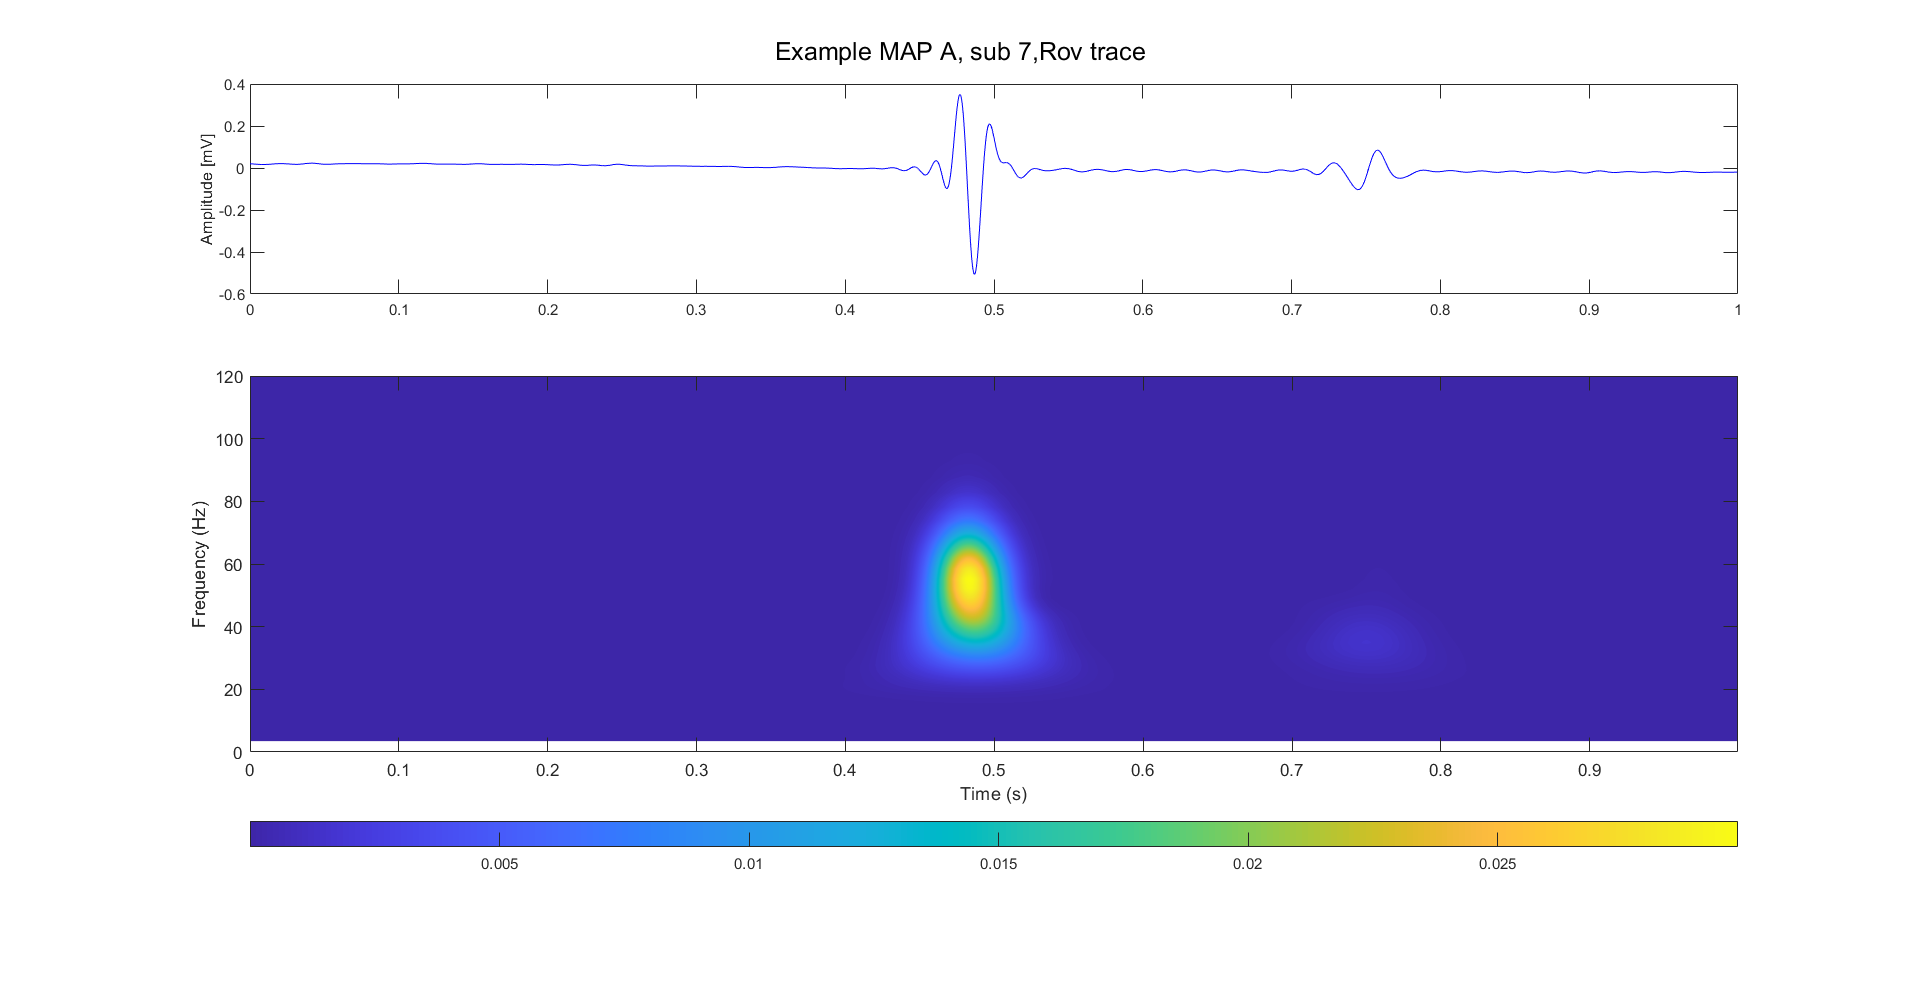 Example MAP A, sub 7,Rov trace
0.4
0.2
0
-0.2
-0.4
-0.6
Amplitude [mV]
0 0.1 0.2 0.3 0.4 0.5 0.6 0.7 0.8 0.9 1
120
100
80
60
40
20
0
Frequency (Hz)
0 0.1 0.2 0.3 0.4 0.5 0.6 0.7 0.8 0.9
Time (s)
0.005 0.01 0.015 0.02 0.025